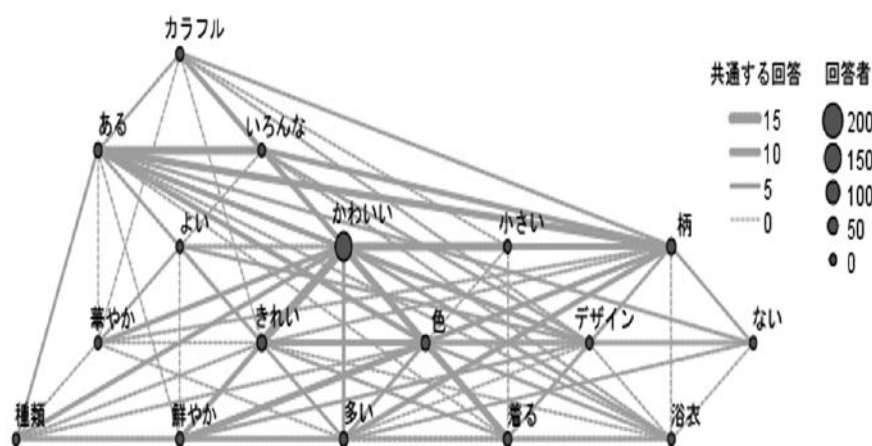 カラフル
共通する回答 回答者
15 200
10 150
5 100
0 50
0
ある いろんな
よい かわいい 小さい 柄
華やか きれい 色 デザイン ない
種類 鮮やか 多い 着る 浴衣